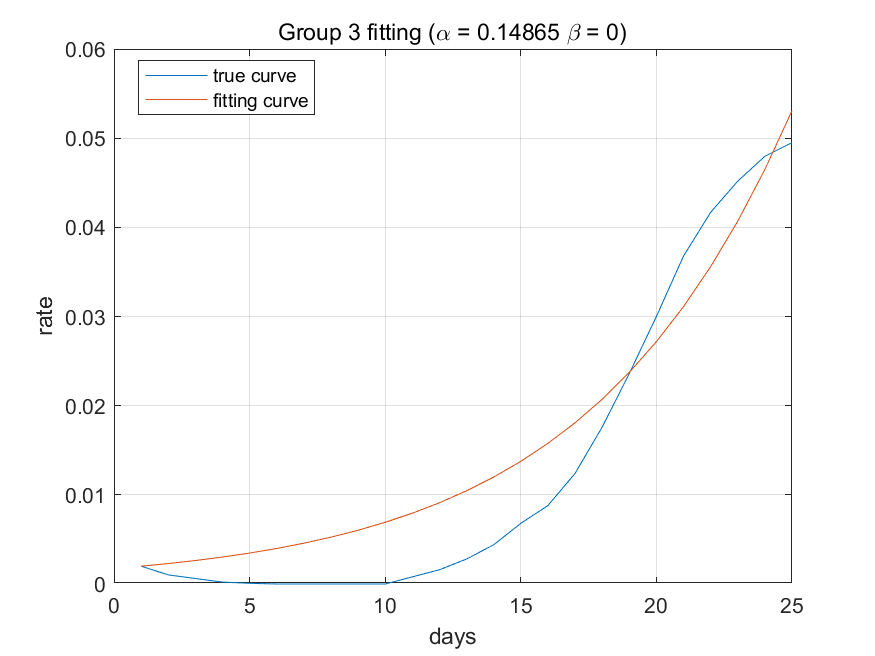 Group 3 fitting (α = 0.14865 β = 0)
true curve
fitting curve
0.06
0.05
0.04
0.03
0.02
0.01
0
rate
0 5 10 15 20 25
days